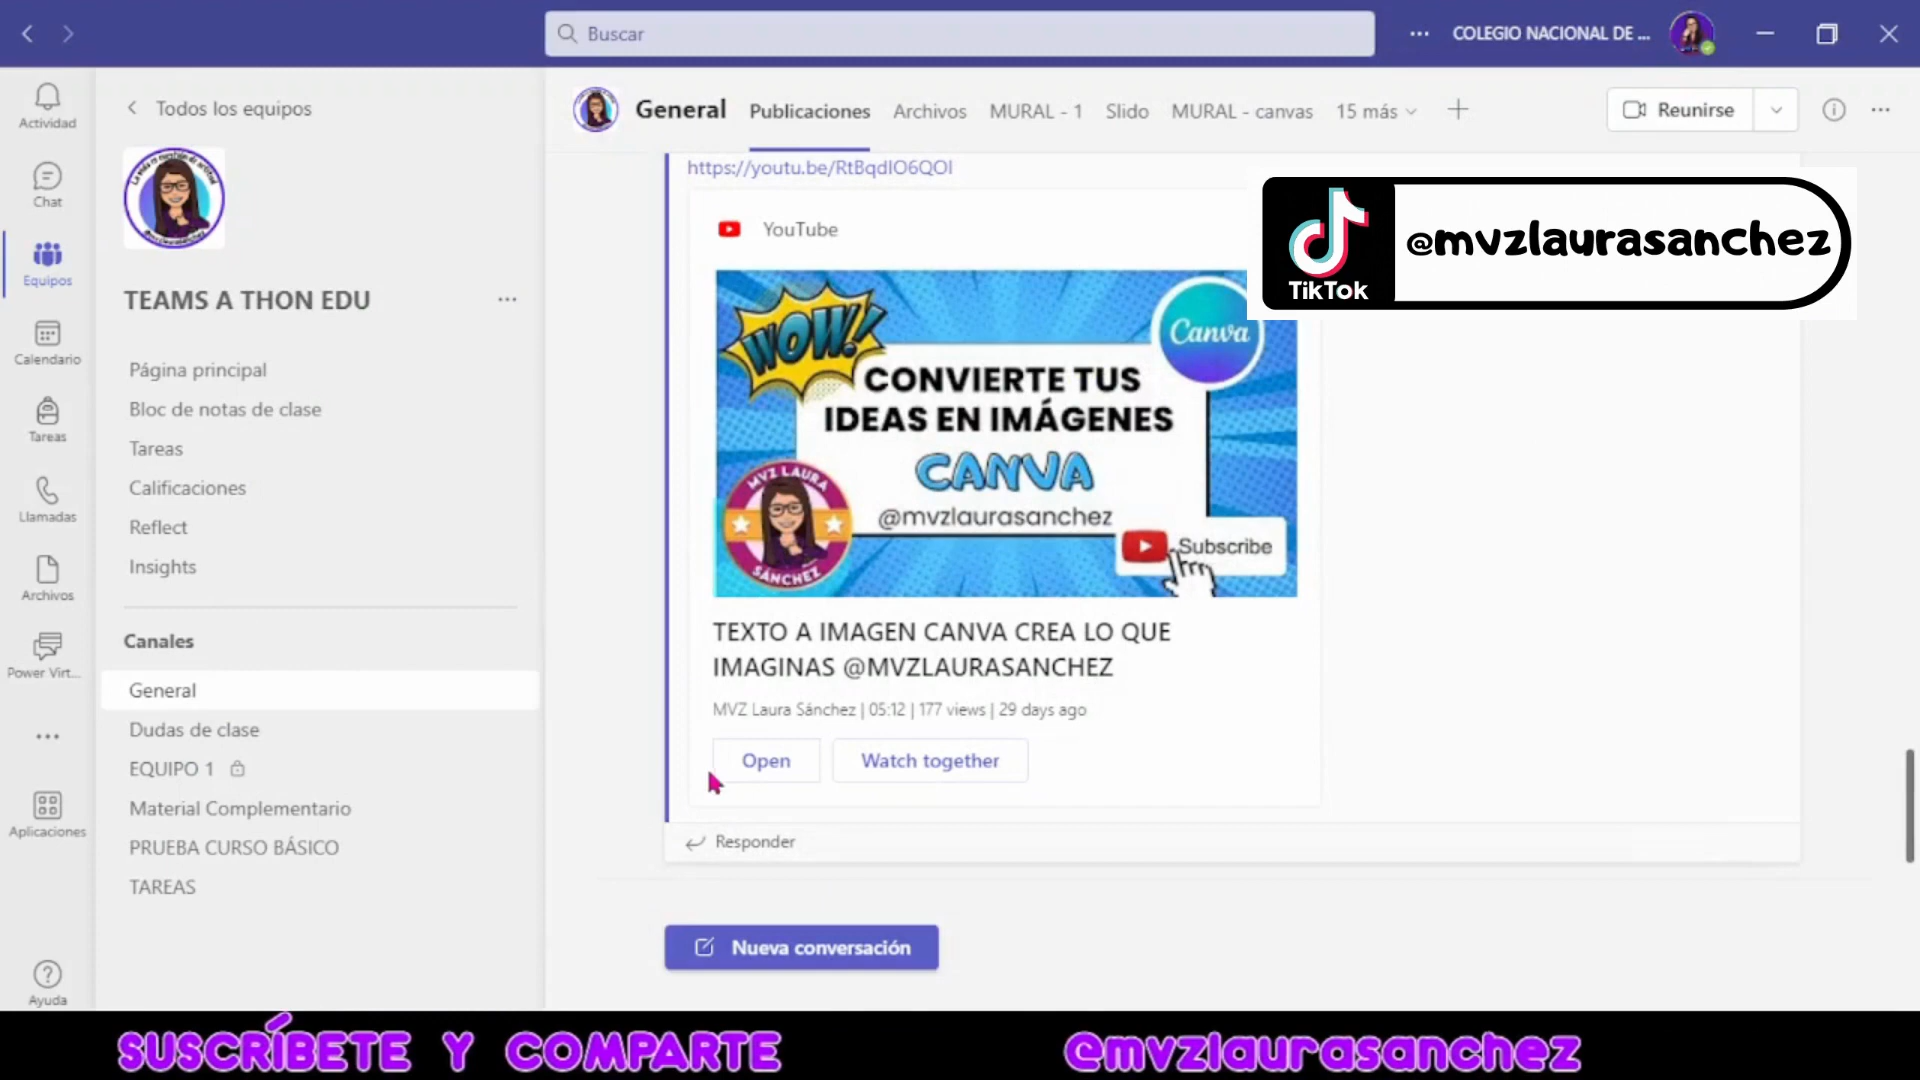 Buscar
COLEGIO NACIONAL DE ...
Actividad
Chat
Equipos
Calendario
Tareas
Llamadas
Archivos
Power Virt...
Aplicaciones
Ayuda
Todos los equipos
TEAMS A THON EDU
Página principal
Bloc de notas de clase
Tareas
Calificaciones
Reflect
Insights
Canales
General
Dudas de clase
EQUIPO 1
Material Complementario
PRUEBA CURSO BÁSICO
TAREAS
General Publicaciones Archivos MURAL - 1 Slido MURAL - canvas 15 más
Reunirse
YouTube
TikTok
@mvzlaurasanchez
WOW!
Canva
CONVIERTE TUS
IDEAS EN IMÁGENES
CANVA
@mvzlaurasanchez
MVZ LAURA
SÁNCHEZ
Subscribe
TEXTO A IMAGEN CANVA CREA LO QUE
IMAGINAS @MVZLAURASANCHEZ
MVZ Laura Sánchez | 05:12 | 177 views | 29 days ago
Open Watch together
Responder
Nueva conversación
SUSCRÍBETE Y COMPARTE @mvzlaurasanchez